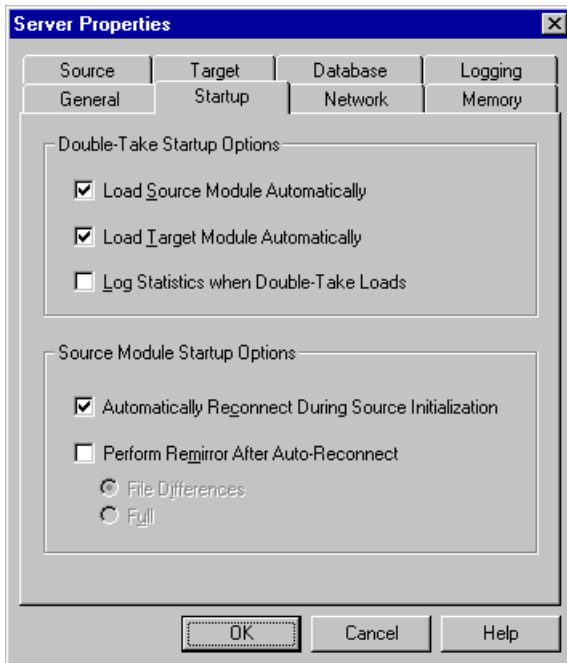 Server Properties
Source Target Database Logging
General Startup Network Memory
Double-Take Startup Options
Load Source Module Automatically
Load Target Module Automatically
Log Statistics when Double-Take Loads
Source Module Startup Options
Automatically Reconnect During Source Initialization
Perform Remirror After Auto-Reconnect
File Differences
Full
OK Cancel Help